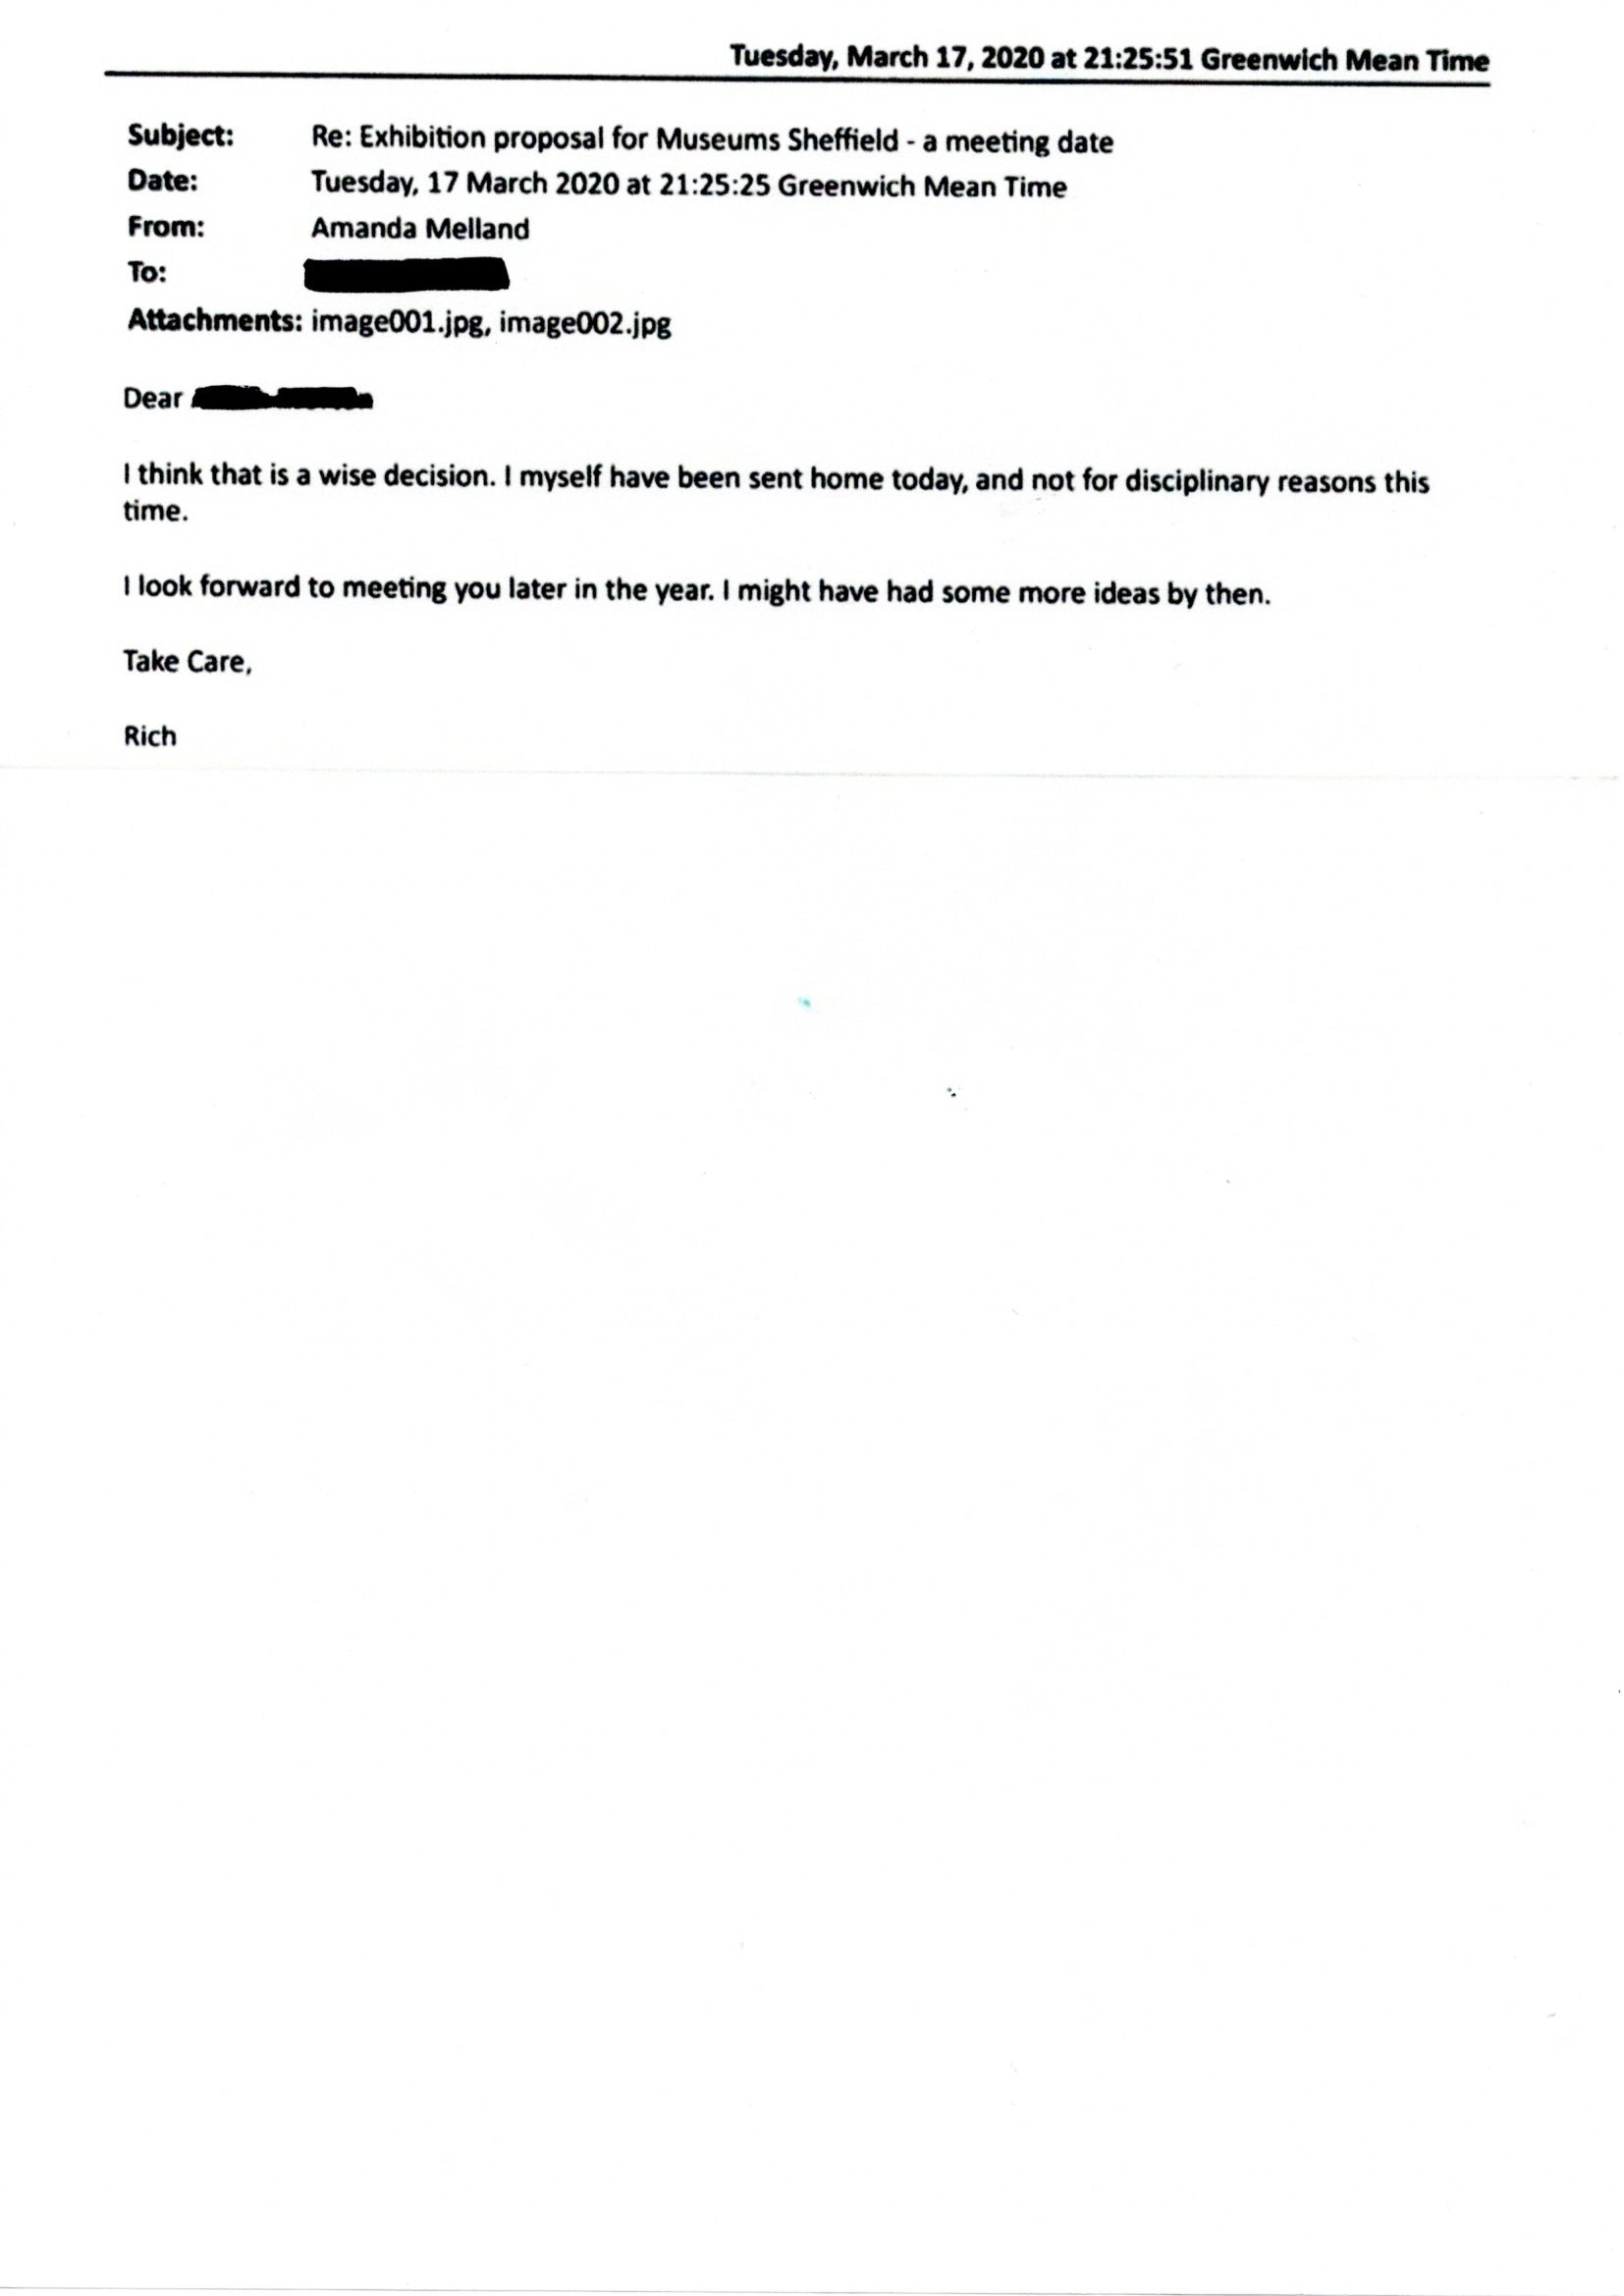 Tuesday, March 17, 2020 at 21:25:51 Greenwich Mean Time
Subject: Re: Exhibition proposal for Museums Sheffield - a meeting date
Date: Tuesday, 17 March 2020 at 21:25:25 Greenwich Mean Time
From: Amanda Melland
To:
Attachments: image001.jpg, image002.jpg
Dear
I think that is a wise decision. I myself have been sent home today, and not for disciplinary reasons this
time.
I look forward to meeting you later in the year. I might have had some more ideas by then.
Take Care,
Rich